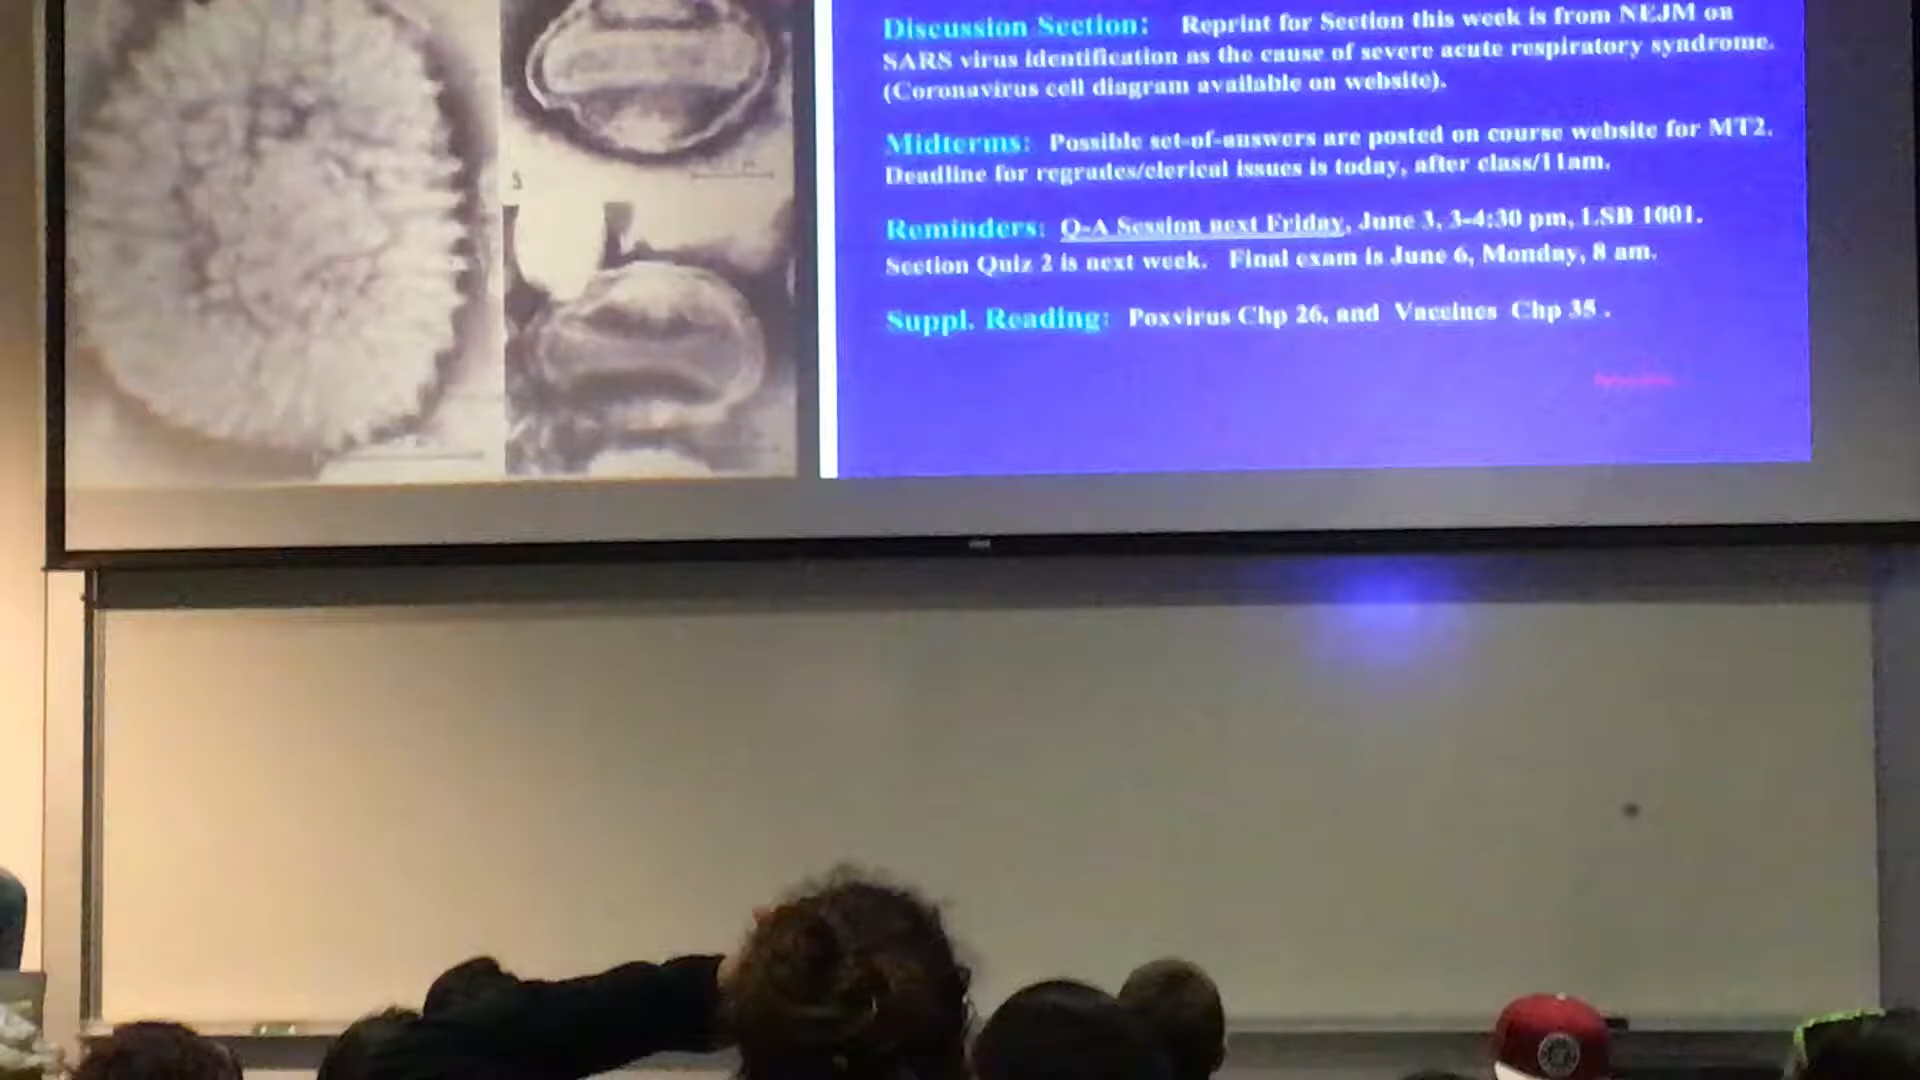 Discussion Section: Reprint for Section this week is from NEJM on
SARS virus identification as the cause of severe acute respiratory syndrome.
(Coronavirus cell diagram available on website).
Midterms: Possible set-of-answers are posted on course website for MT2.
Deadline for regrades/clerical issues is today, after class/11am.
Reminders: Q-A Session next Friday, June 3, 3-4:30 pm, LSB 1001.
Section Quiz 2 is next week. Final exam is June 6, Monday, 8 am.
Suppl. Reading: Poxvirus Chp 26, and Vaccines Chp 35 .